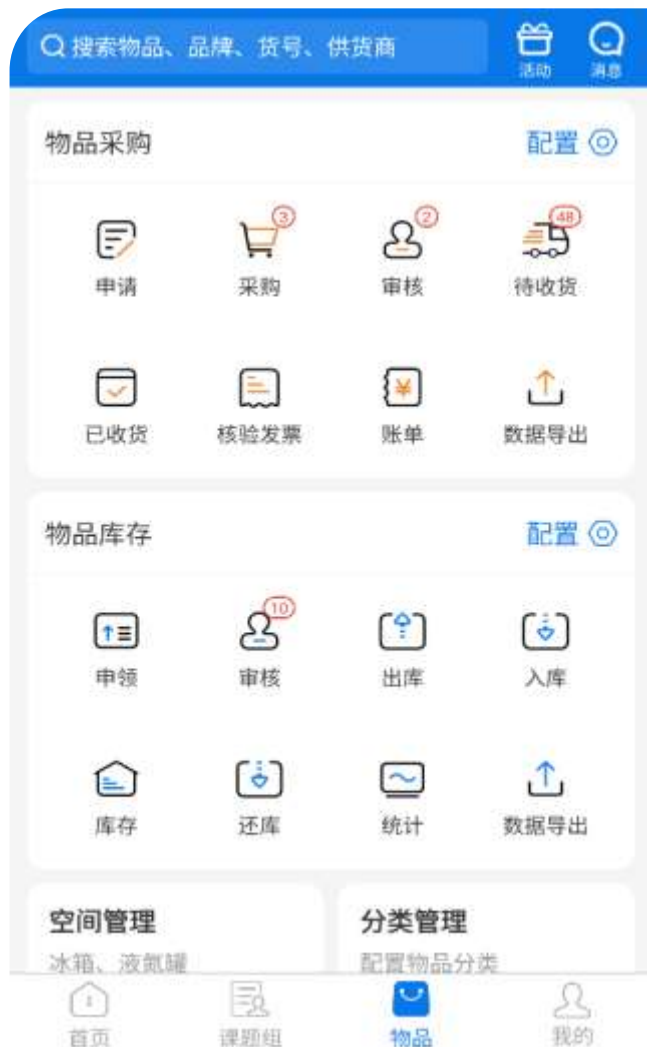 搜索物品、品牌、货号、供货商
活动 消息
物品采购 配置
3 2 48
申请 采购 审核 待收货
已收货 核验发票 账单 数据导出
物品库存 配置
10
申领 审核 出库 入库
库存 还库 统计 数据导出
空间管理 分类管理
冰箱、液氮罐 配置物品分类
首页 课题组 物品 我的